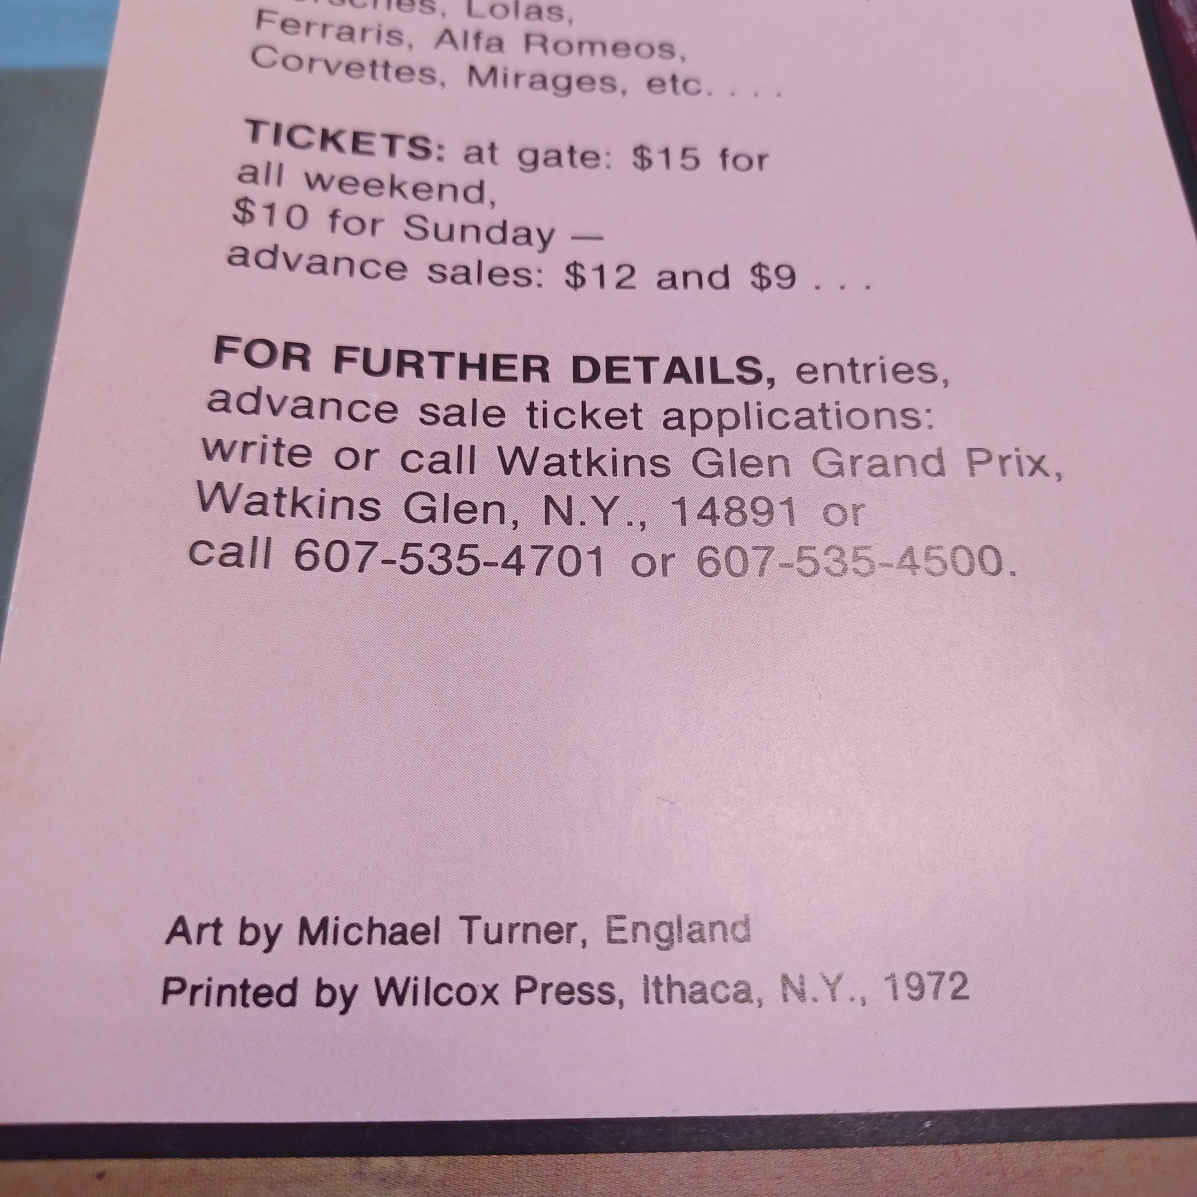 Lolas,
Ferraris, Alfa Romeos,
Corvettes, Mirages, etc. . . .
TICKETS: at gate: $15 for
all weekend,
$10 for Sunday —
advance sales: $12 and $9 . . .
FOR FURTHER DETAILS, entries,
advance sale ticket applications:
write or call Watkins Glen Grand Prix,
Watkins Glen, N.Y., 14891 or
call 607-535-4701 or 607-535-4500.
Art by Michael Turner, England
Printed by Wilcox Press, Ithaca, N.Y., 1972